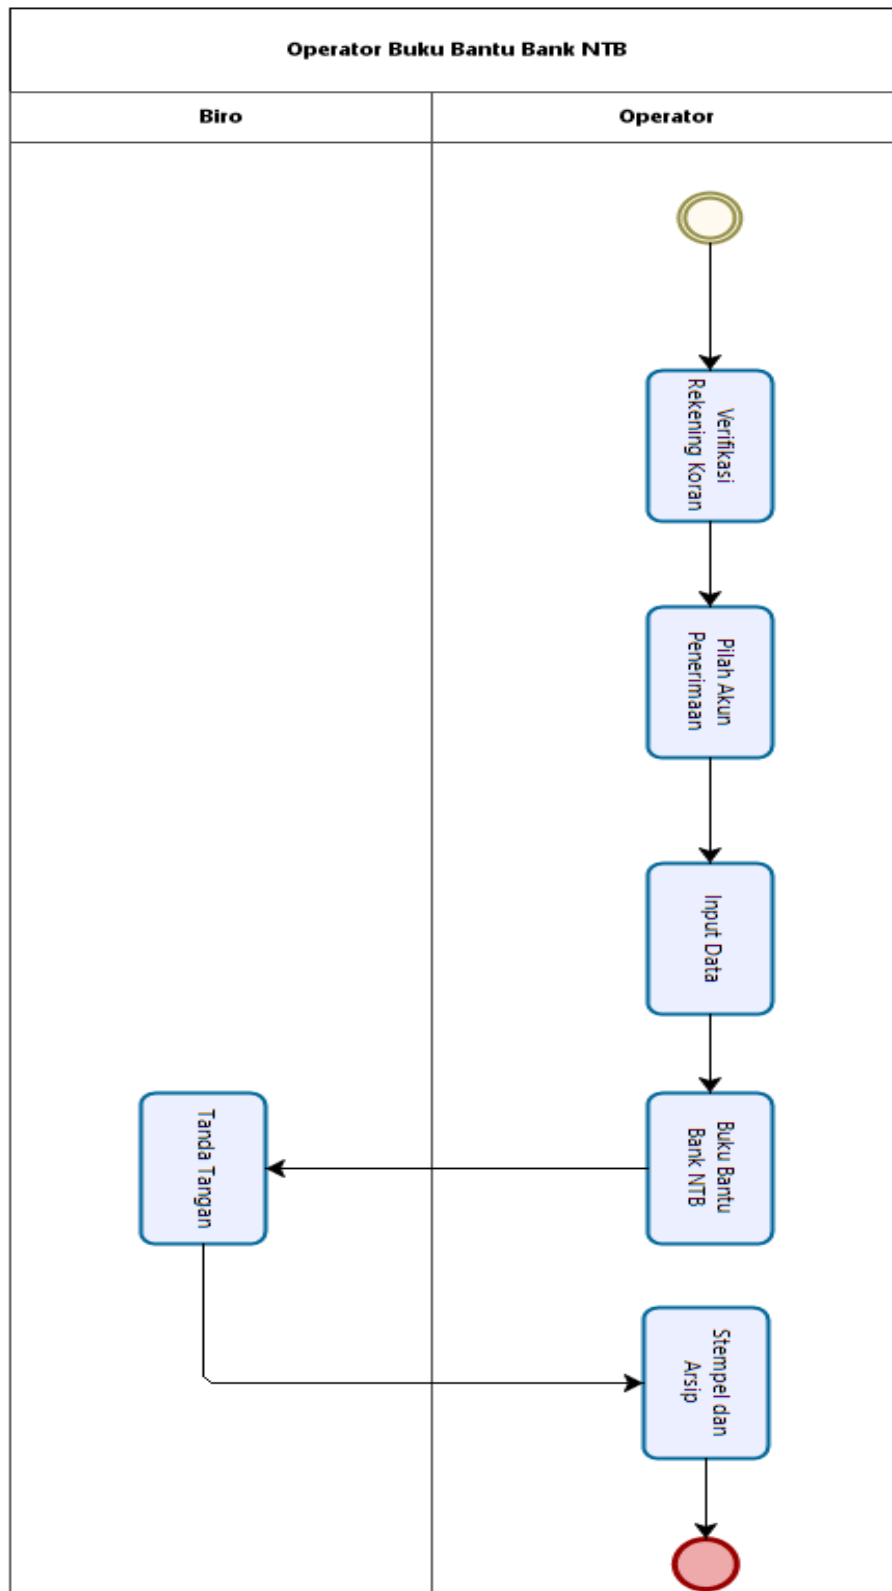 Operator Buku Bantu Bank NTB
Biro
Operator
Verifikasi
Rekening Koran
Pilah Akun
Penerimaan
Input Data
Buku Bantu
Bank NTB
Tanda Tangan
Stempel dan
Arsip